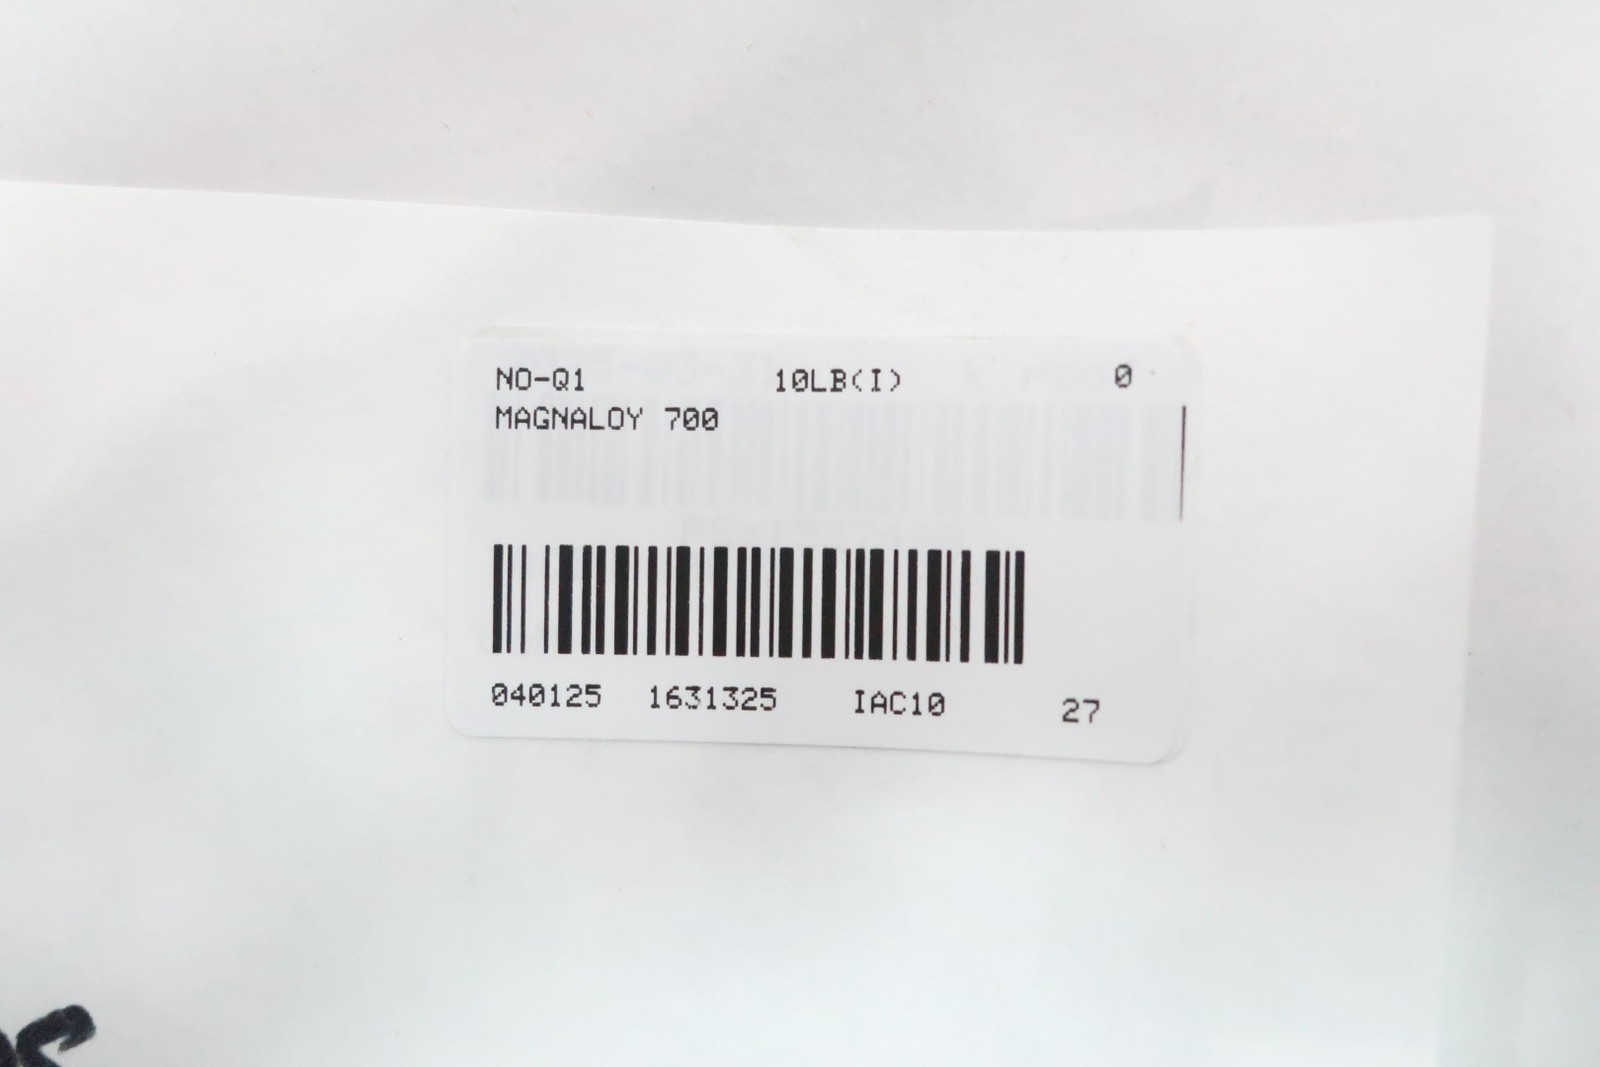 NO-Q1 10LB(I) 0
MAGNALOY 700
040125 1631325 IAC10 27